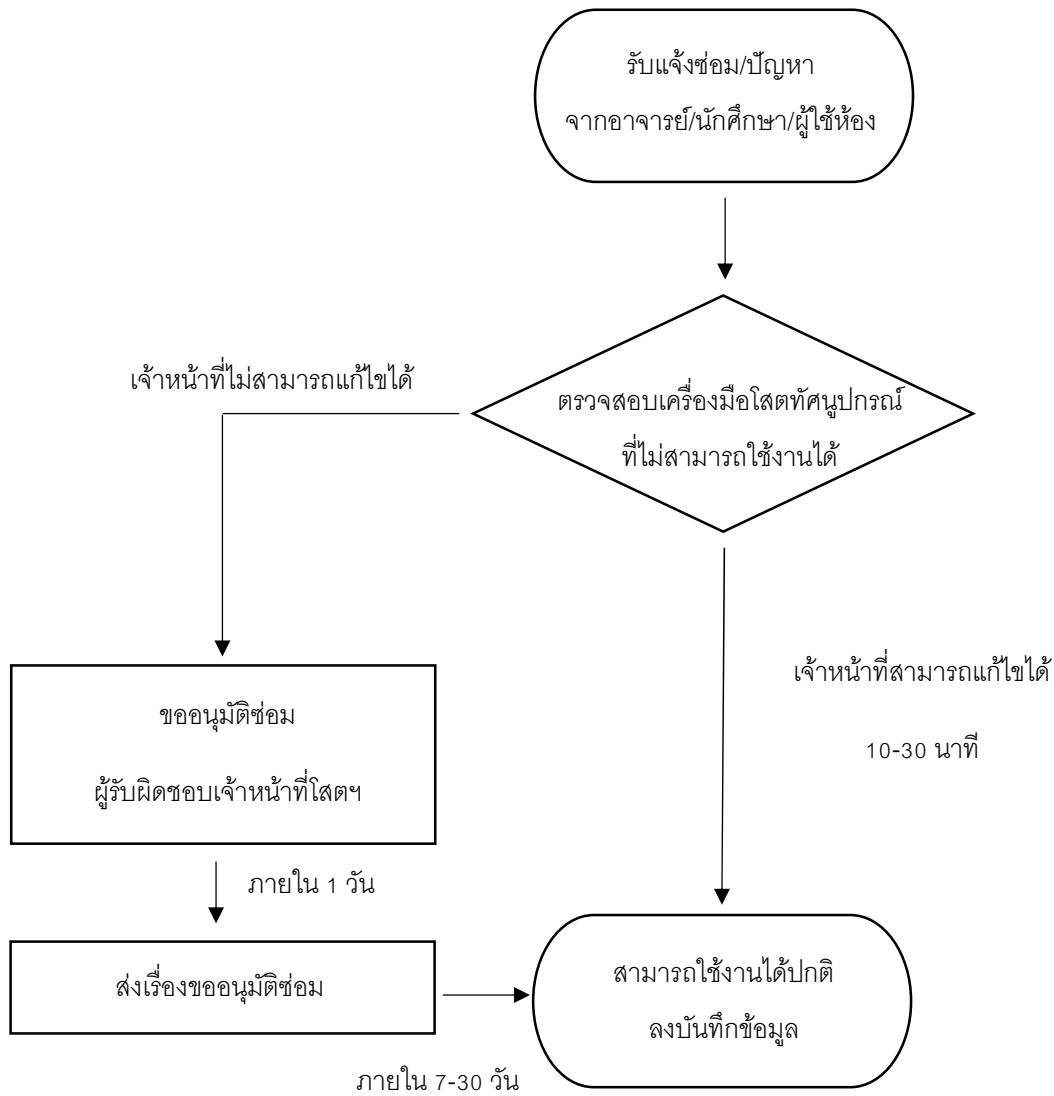 รับแจ้งซ่อม/ปัญหา
จากอาจารย์/นักศึกษา/ผู้ใช้ห้อง
เจ้าหน้าที่ไม่สามารถแก้ไขได้
ตรวจสอบเครื่องมือโสตทัศนูปกรณ์
ที่ไม่สามารถใช้งานได้
เจ้าหน้าที่สามารถแก้ไขได้
10-30 นาที
ขออนุมัติซ่อม
ผู้รับผิดชอบเจ้าหน้าที่โสตฯ
ภายใน 1 วัน
ส่งเรื่องขออนุมัติซ่อม
สามารถใช้งานได้ปกติ
ลงบันทึกข้อมูล
ภายใน 7-30 วัน